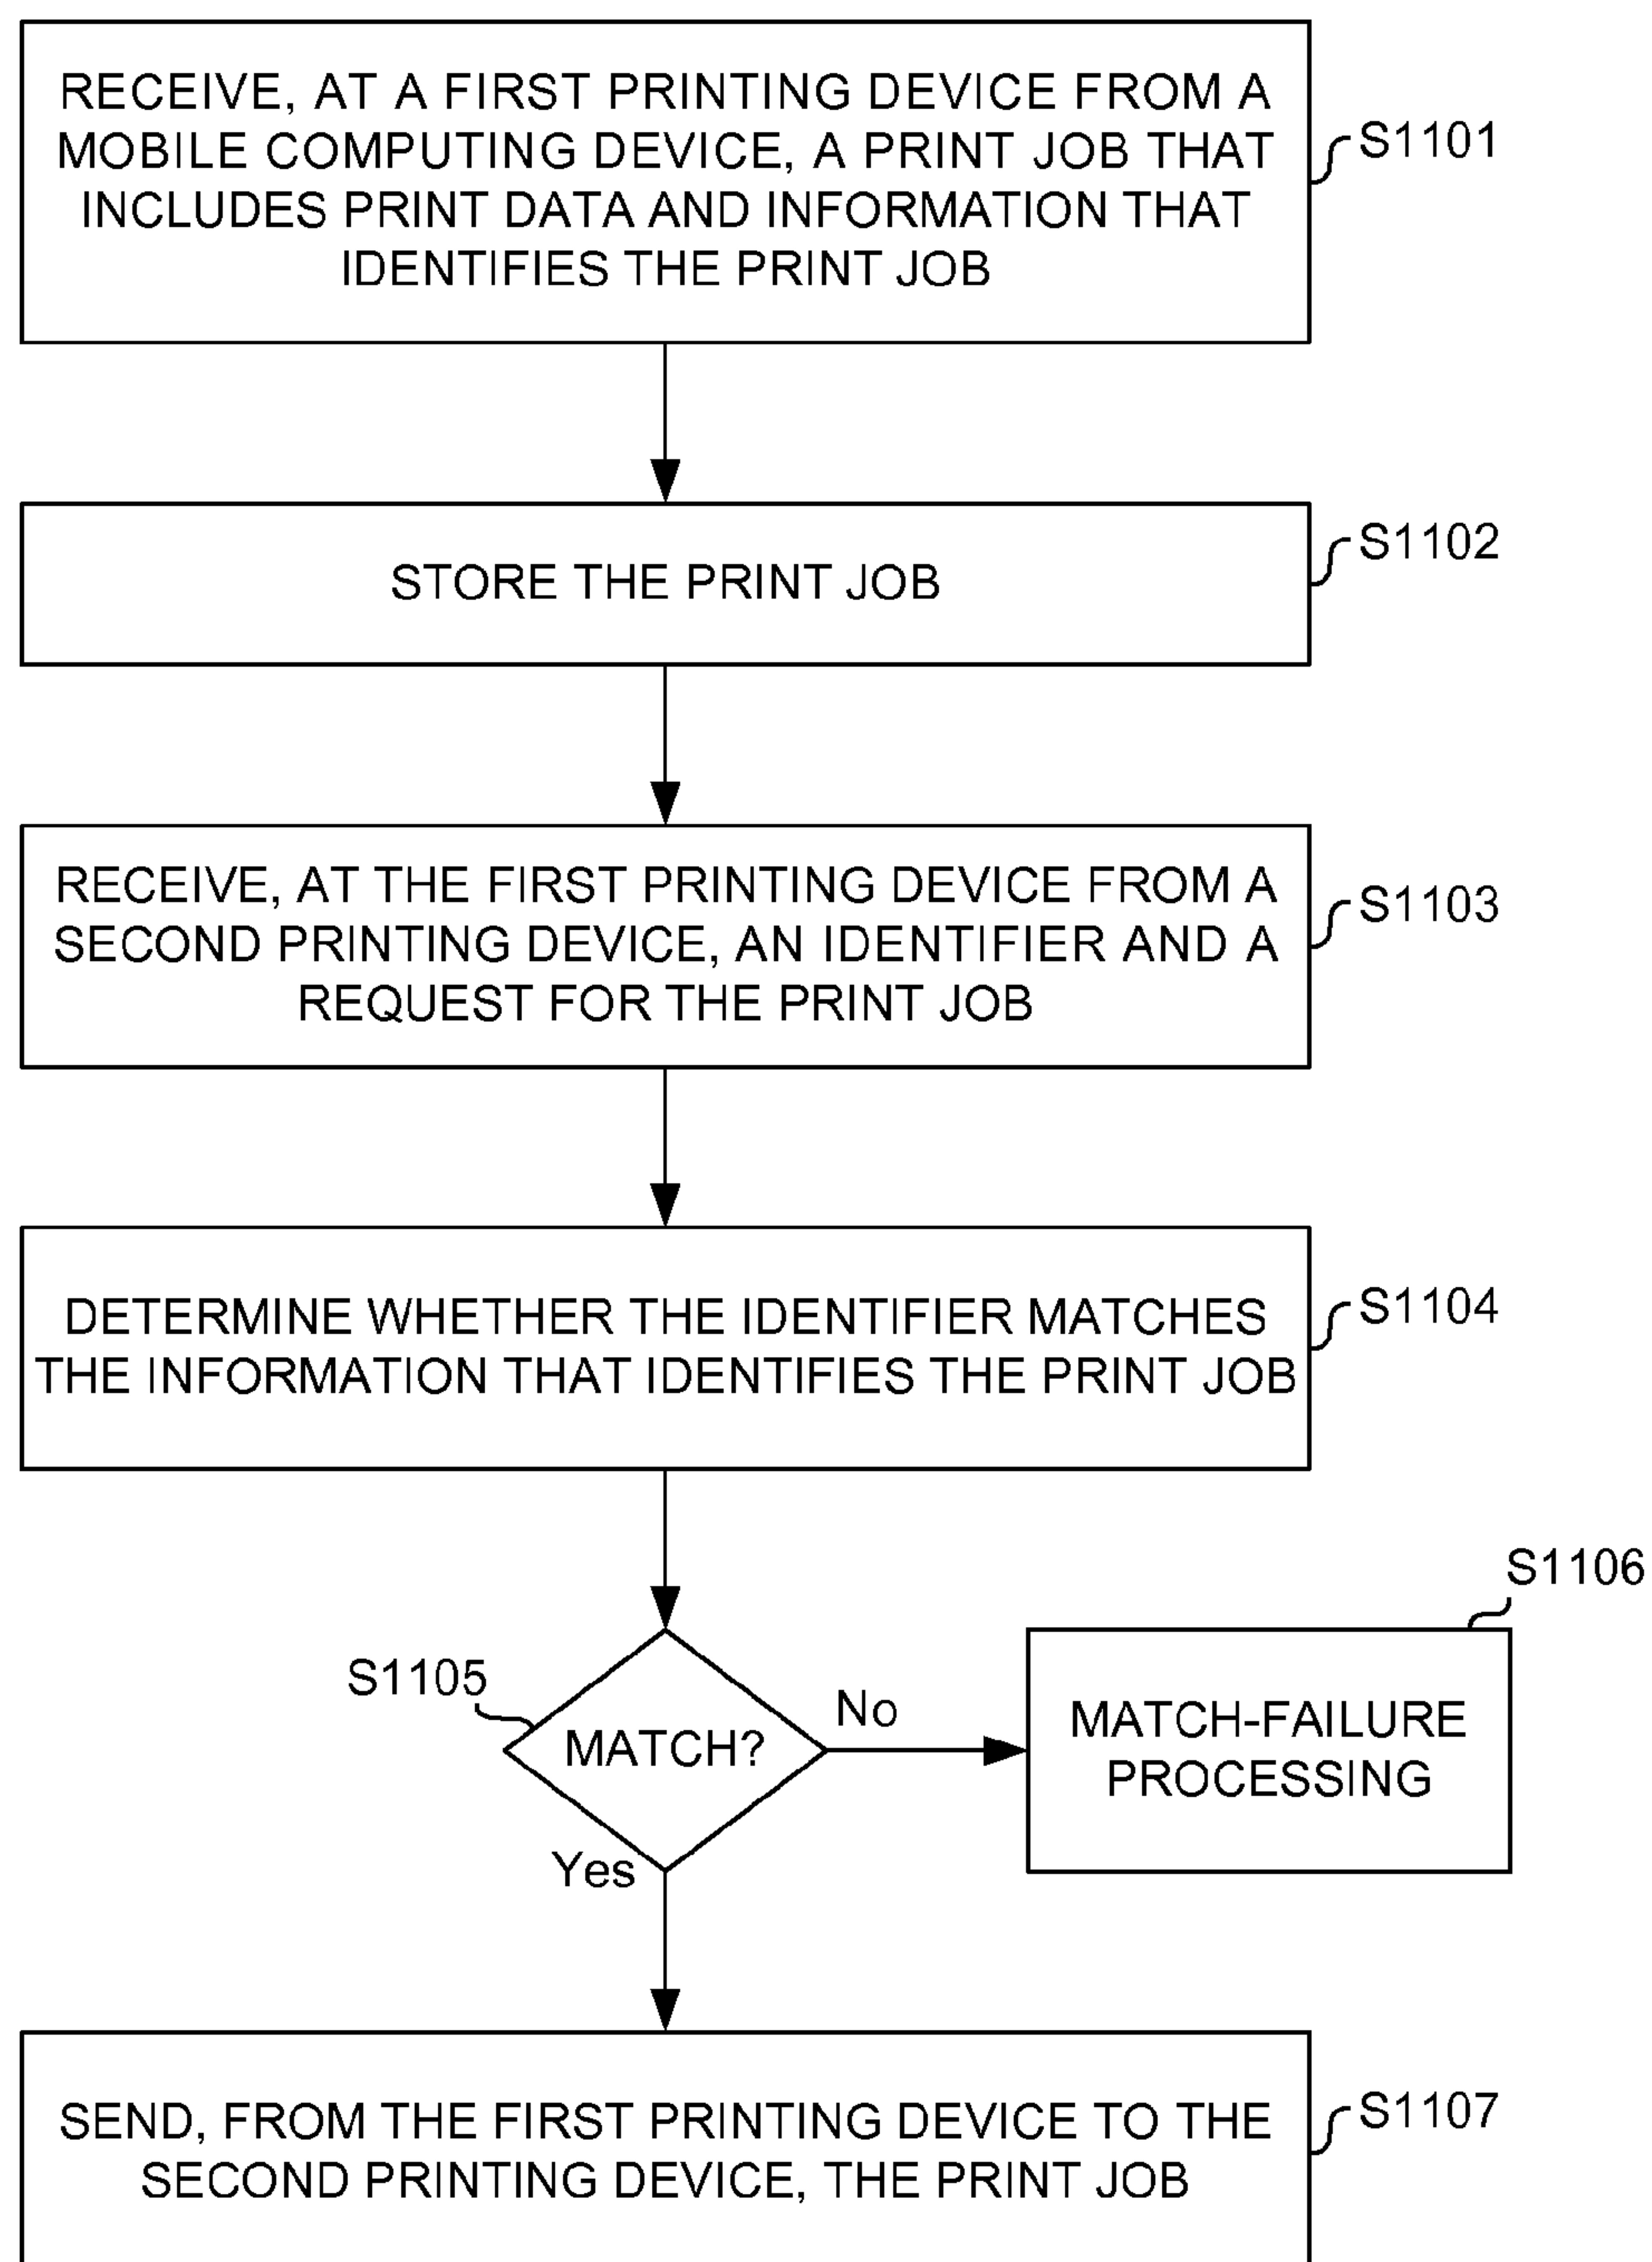 RECEIVE, AT A FIRST PRINTING DEVICE FROM A
MOBILE COMPUTING DEVICE, A PRINT JOB THAT
INCLUDES PRINT DATA AND INFORMATION THAT
IDENTIFIES THE PRINT JOB
S1101
STORE THE PRINT JOB
S1102
RECEIVE, AT THE FIRST PRINTING DEVICE FROM A
SECOND PRINTING DEVICE, AN IDENTIFIER AND A
REQUEST FOR THE PRINT JOB
S1103
DETERMINE WHETHER THE IDENTIFIER MATCHES
THE INFORMATION THAT IDENTIFIES THE PRINT JOB
S1104
S1105
MATCH?
No
S1106
MATCH-FAILURE
PROCESSING
Yes
SEND, FROM THE FIRST PRINTING DEVICE TO THE
SECOND PRINTING DEVICE, THE PRINT JOB
S1107